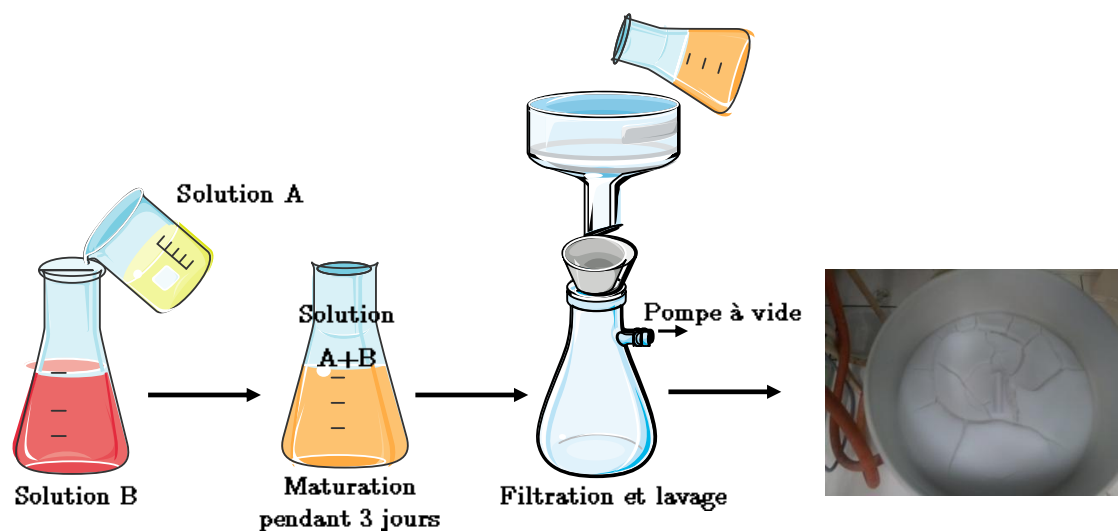 Solution A
Solution B
Solution
A+B
Maturation
pendant 3 jours
Pompe à vide
Filtration et lavage